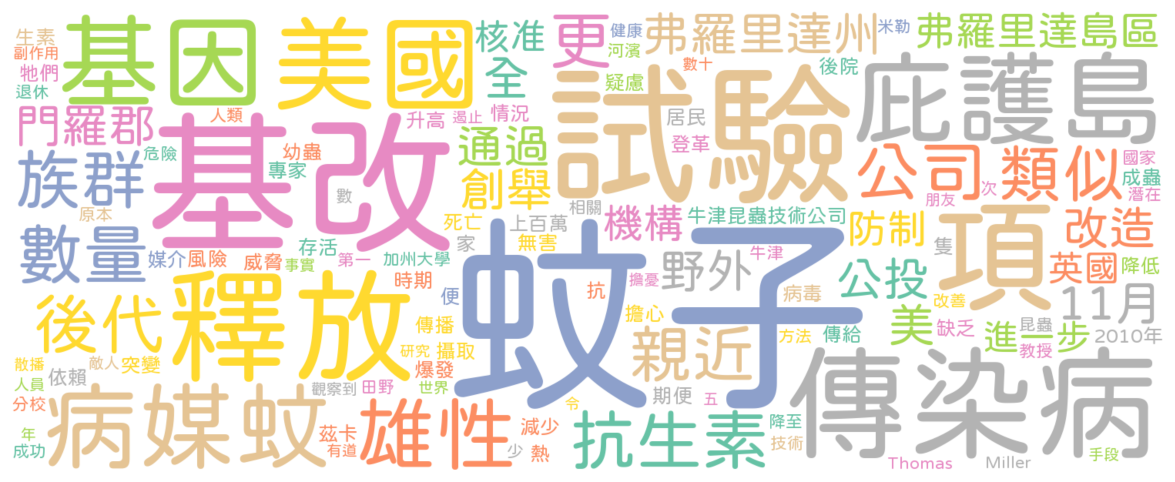 生素
副作用
牠們
退休
基因
美國
核准
全
更
健康
河濱
弗羅里達州
米勒
弗羅里達島區
數十
後院
疑慮
門羅郡
人類
基改
升高
遏止
情況
通過
試驗
居民
登革
庇護島
族群
危險
幼蟲
專家
數
創舉
公司
類似
國家
成蟲
潛在
朋友
次
原本
死亡
上百萬
相關
機構
牛津昆蟲技術公司
防制
項
改造
數量
媒介
風險
威脅
事實
存活
第一
加州大學
家
無害
蚊子
野外
牛津
隻
英國
降低
時期
便
擔憂
抗
公投
病毒
改善
11月
後代
釋放
傳播
擔心
方法
傳給
美
缺乏
昆蟲
進一步
2010年
教授
散播
敵人
突變
研究
攝取
親近
人員
依賴
觀察到
田野
爆發
世界
期便
五
傳染病
分校
病媒蚊
雄性
令
茲卡
有道
減少
少
熱
抗生素
降至
技術
年
成功
Thomas
Miller
手段